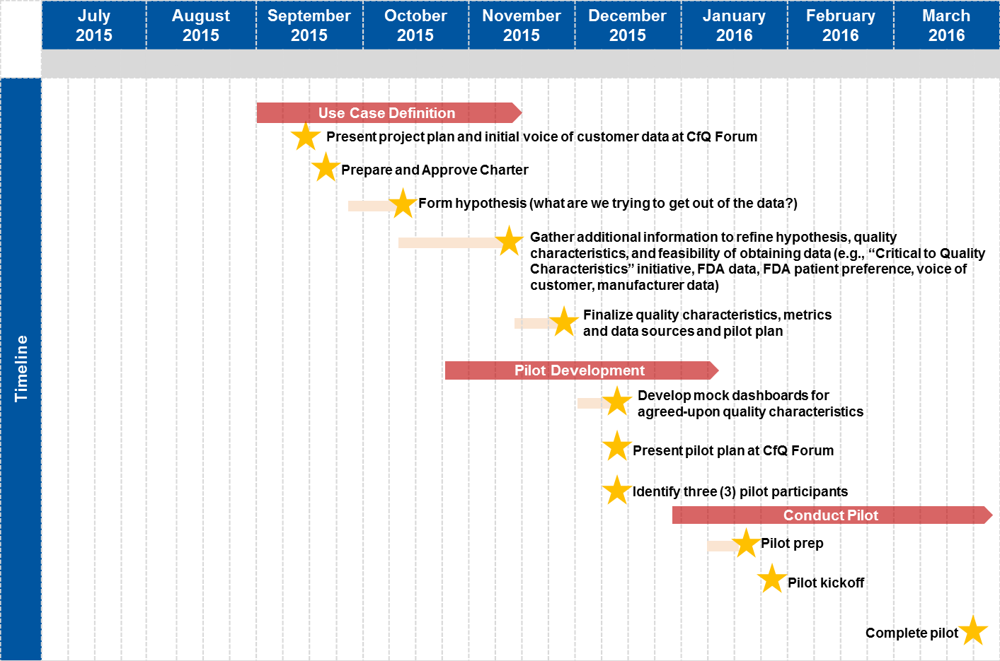 July August September October November December January February March
2015 2015 2015 2015 2015 2015 2016 2016 2016
Timeline
Use Case Definition
Present project plan and initial voice of customer data at CfQ Forum
Prepare and Approve Charter
Form hypothesis (what are we trying to get out of the data?)
Gather additional information to refine hypothesis, quality
characteristics, and feasibility of obtaining data (e.g., “Critical to Quality
Characteristics” initiative, FDA data, FDA patient preference, voice of
customer, manufacturer data)
Finalize quality characteristics, metrics
and data sources and pilot plan
Pilot Development
Develop mock dashboards for
agreed-upon quality characteristics
Present pilot plan at CfQ Forum
Identify three (3) pilot participants
Conduct Pilot
Pilot prep
Pilot kickoff
Complete pilot